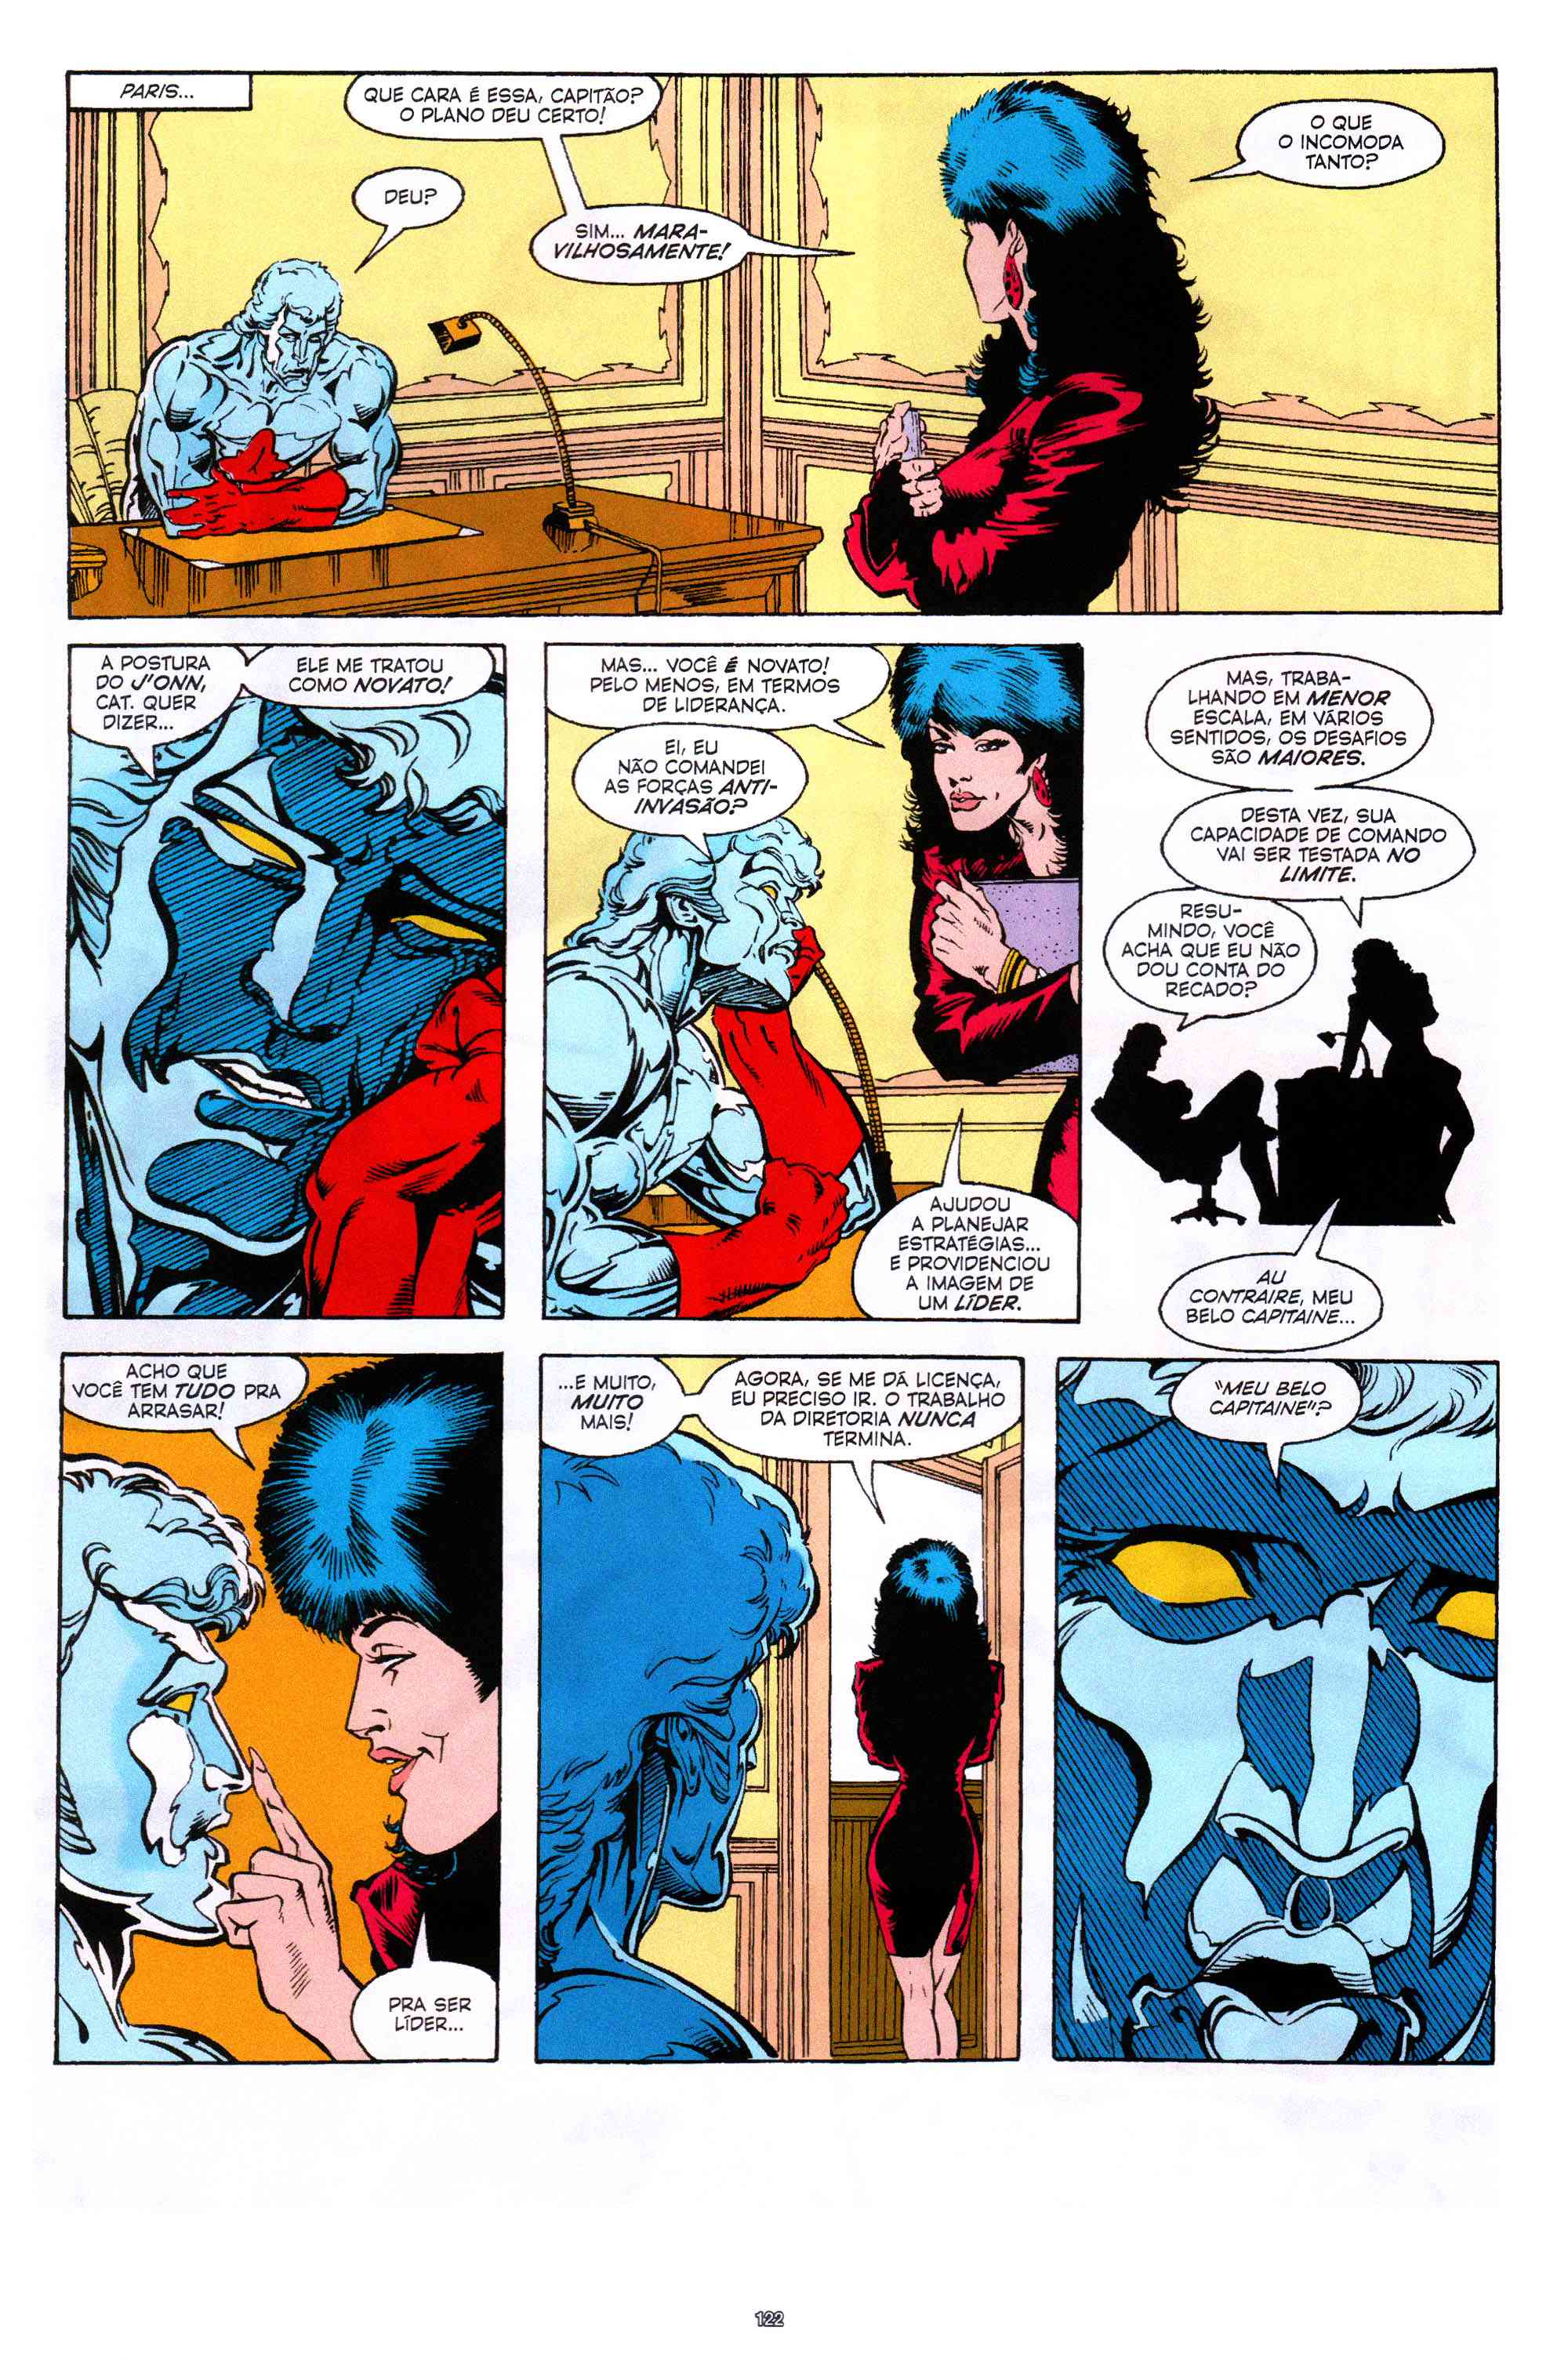 PARIS...
QUE CARA É ESSA, CAPITÃO?
O PLANO DEU CERTO!
DEU?
SIM... MARA-
VILHOSAMENTE!
O QUE
O INCOMODA
TANTO?
A POSTURA
DO J'ONN,
CAT. QUER
DIZER...
ELE ME TRATOU
COMO NOVATO!
MAS... VOCÊ É NOVATO!
PELO MENOS, EM TERMOS
DE LIDERANÇA.
EI, EU
NÃO COMANDEI
AS FORÇAS ANTI-
INVASÃO?
AJUDOU
A PLANEJAR
ESTRATÉGIAS...
E PROVIDENCIOU
A IMAGEM DE
UM LÍDER.
MAS, TRABA-
LHANDO EM MENOR
ESCALA, EM VÁRIOS
SENTIDOS, OS DESAFIOS
SÃO MAIORES.
DESTA VEZ, SUA
CAPACIDADE DE COMANDO
VAI SER TESTADA NO
LIMITE.
RESU-
MINDO, VOCÊ
ACHA QUE EU NÃO
DOU CONTA DO
RECADO?
AU
CONTRAIRE, MEU
BELO CAPITAINE...
ACHO QUE
VOCÊ TEM TUDO PRA
ARRASAR!
PRA SER
LÍDER...
...E MUITO,
MUITO
MAIS!
AGORA, SE ME DÁ LICENÇA,
EU PRECISO IR. O TRABALHO
DA DIRETORIA NUNCA
TERMINA.
"MEU BELO
CAPITAINE"?
122